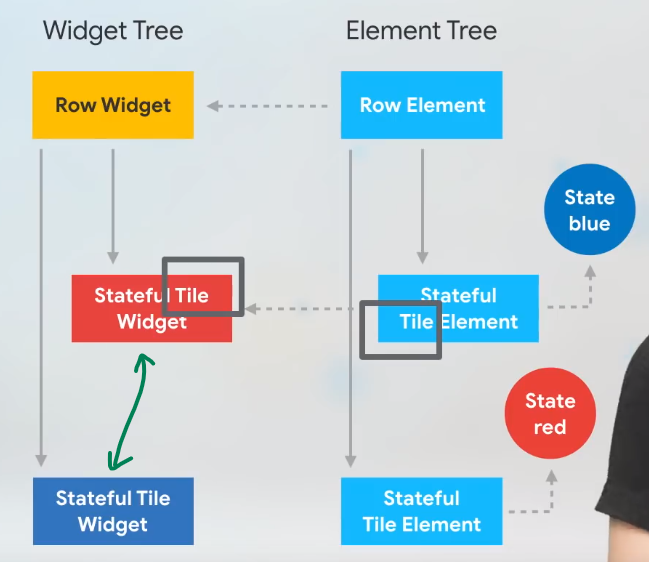 Widget Tree
Element Tree
Row Widget
Row Element
State
blue
Stateful Tile
Widget
Stateful
Tile Element
State
red
Stateful Tile
Widget
Stateful
Tile Element